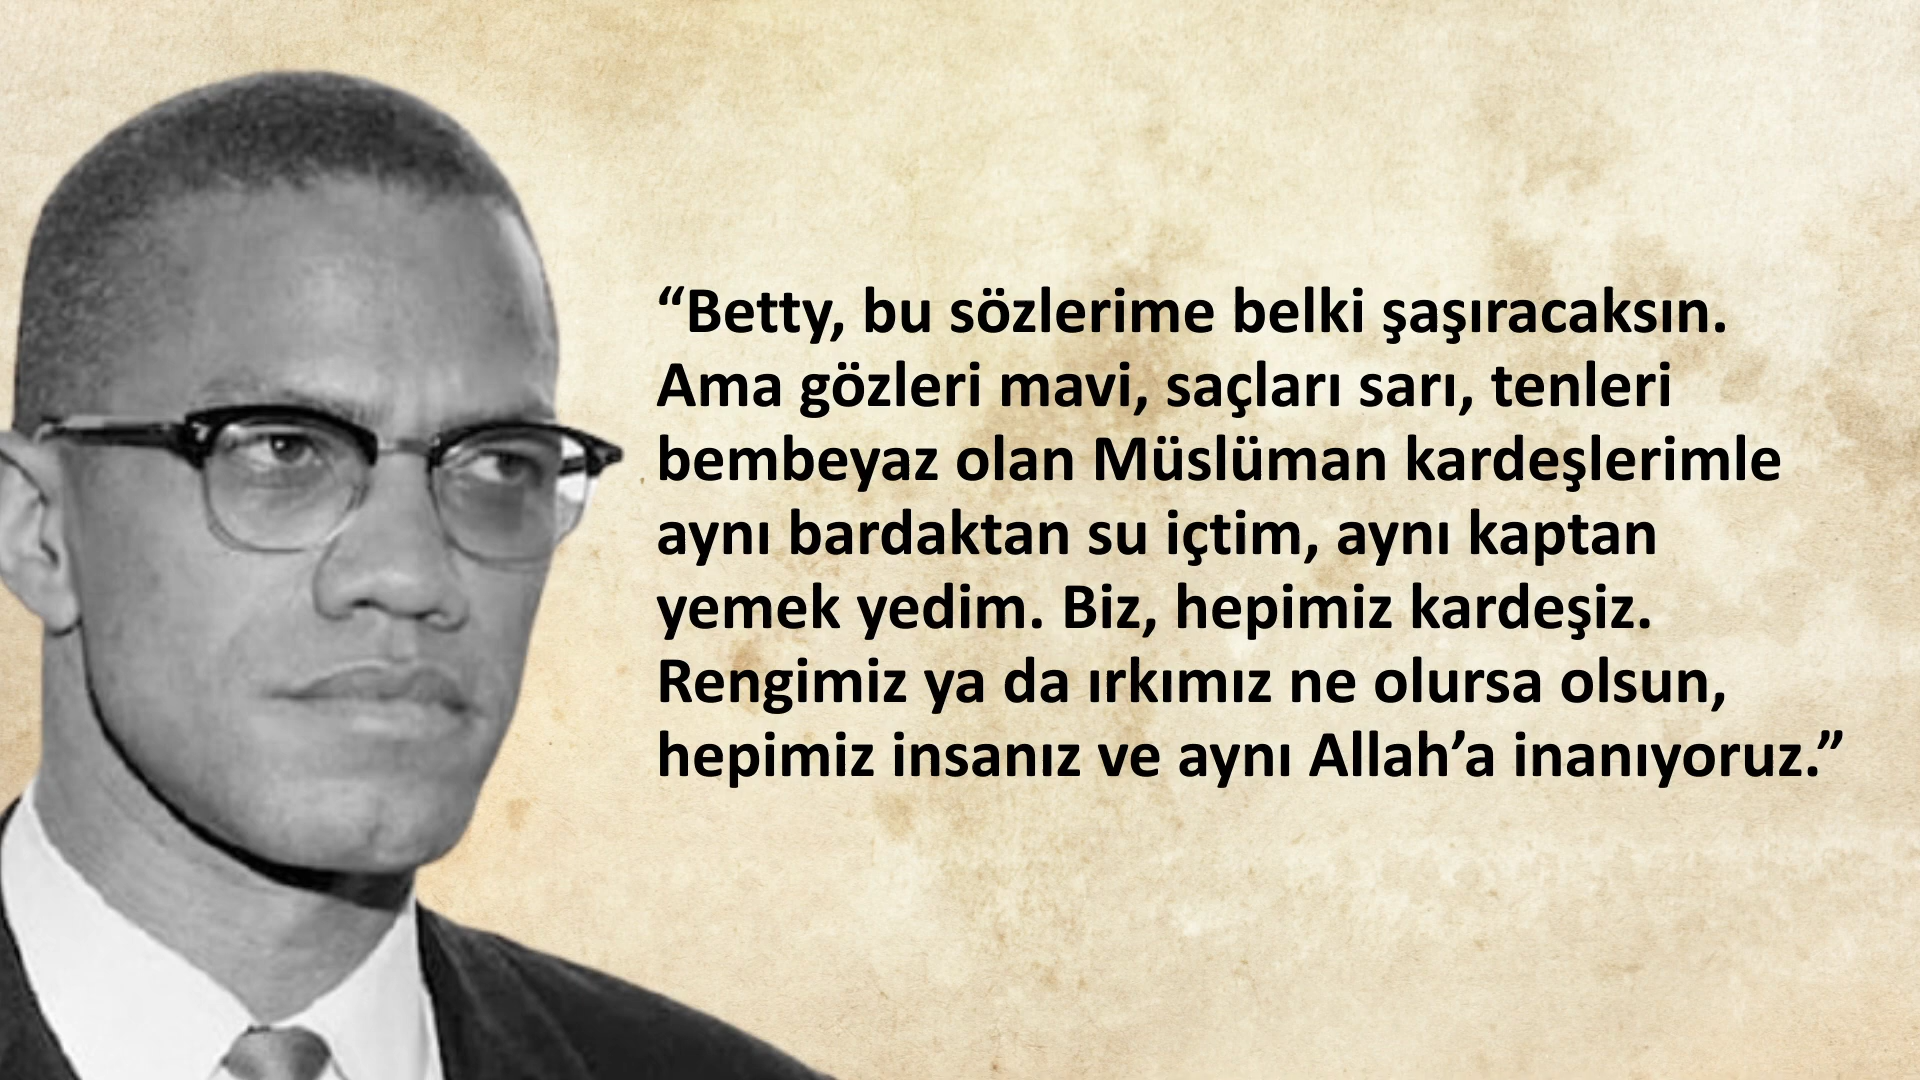 “Betty, bu sözlerime belki şaşıracaksın.
Ama gözleri mavi, saçları sarı, tenleri
bembeyaz olan Müslüman kardeşlerimle
aynı bardaktan su içtim, aynı kaptan
yemek yedim. Biz, hepimiz kardeşiz.
Rengimiz ya da ırkımız ne olursa olsun,
hepimiz insanız ve aynı Allah’a inanıyoruz.”